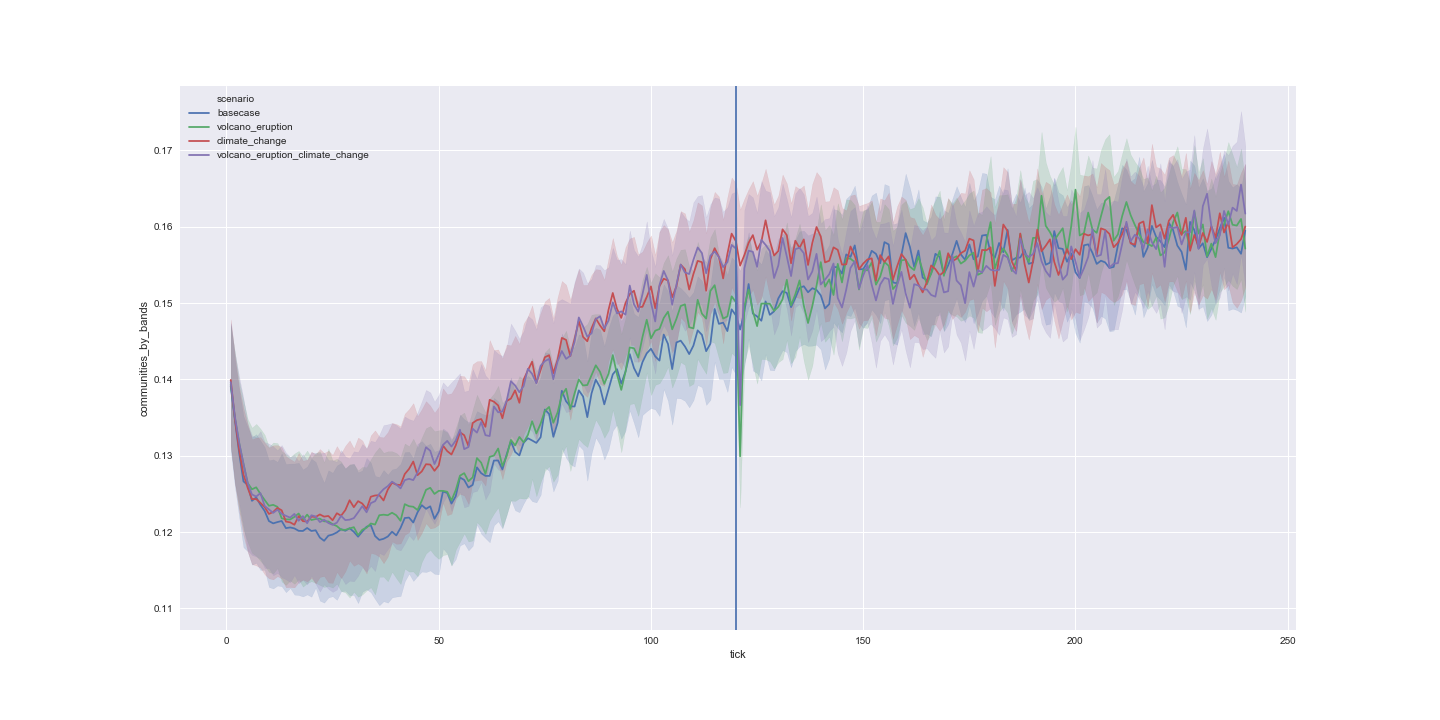 scenario
basecase
volcano_eruption
climate_change
volcano_eruption_climate_change
0.17
0.16
0.15
0.14
0.13
0.12
0.11
communities_by_bands
0 50 100 150 200 250
tick